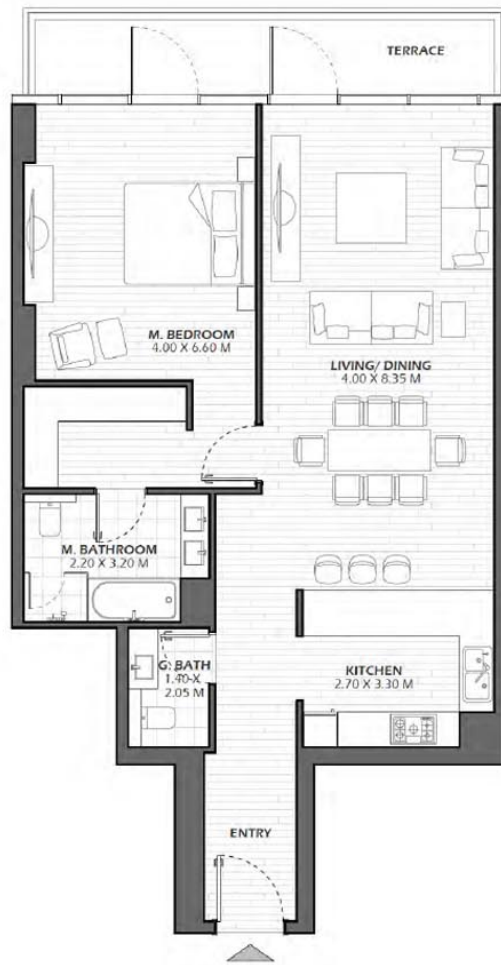 TERRACE
M. BEDROOM
4.00 X 6.60 M
LIVING/ DINING
4.00 X 8.35 M
M. BATHROOM
2.20 X 3.20 M
G. BATH
1.40 X
2.05 M
KITCHEN
2.70 X 3.30 M
ENTRY